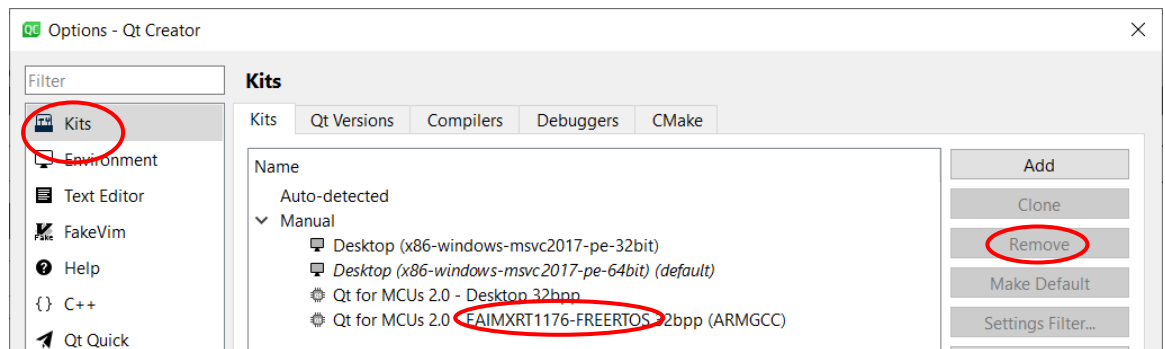 QC Options - Qt Creator
Filter
Kits
Environment
Text Editor
FakeVim
Help
{} C++
Qt Quick
Kits
Kits Qt Versions Compilers Debuggers CMake
Name
Auto-detected
Manual
Desktop (x86-windows-msvc2017-pe-32bit)
Desktop (x86-windows-msvc2017-pe-64bit) (default)
Qt for MCUs 2.0 - Desktop 32bpp
Qt for MCUs 2.0 - EAIMXRT1176-FREERTOS 32bpp (ARMGCC)
Add
Clone
Remove
Make Default
Settings Filter...